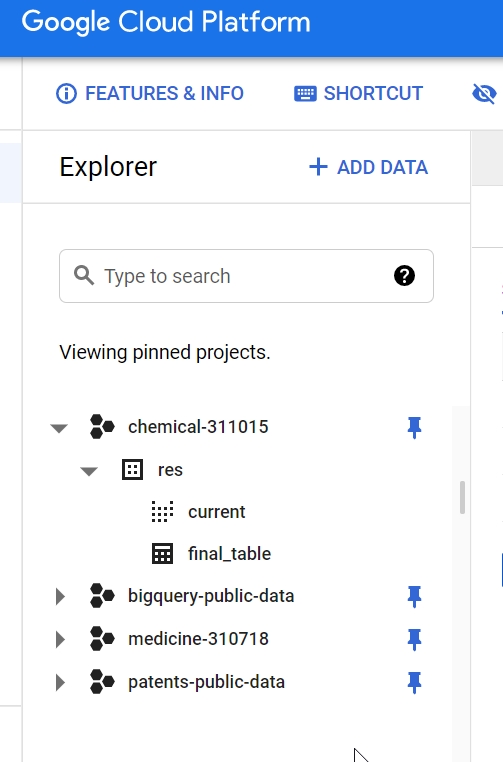 Google Cloud Platform
FEATURES & INFO SHORTCUT
Explorer + ADD DATA
Type to search
Viewing pinned projects.
chemical-311015
res
current
final_table
bigquery-public-data
medicine-310718
patents-public-data